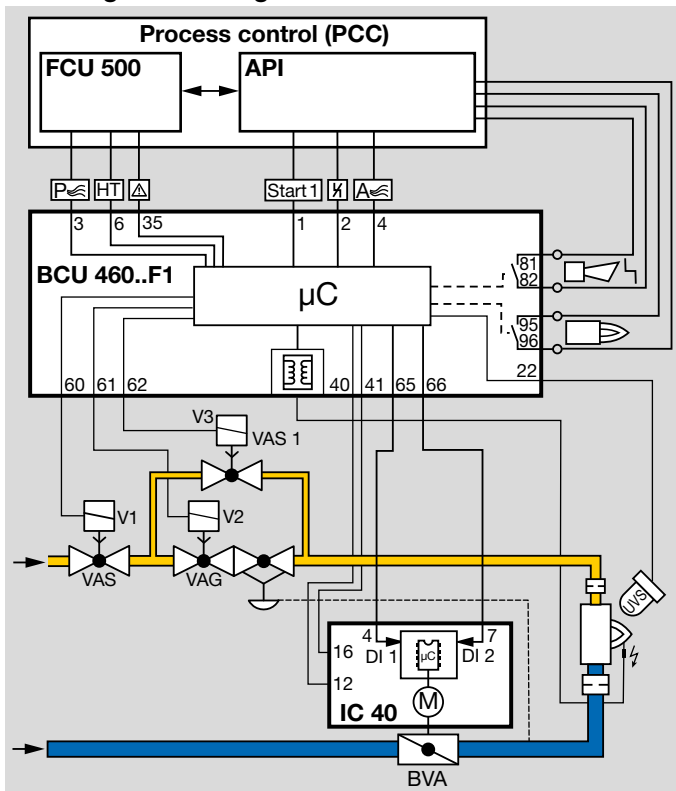 Process control (PCC)
FCU 500
API
P
HT
Start 1
A
3
6
35
1
2
4
BCU 460..F1
µC
81
82
95
96
22
60
61
62
40
41
65
66
V3
VAS 1
V1
V2
VAS
VAG
UVS
4
7
16
DI 1
µC
DI 2
12
M
IC 40
BVA